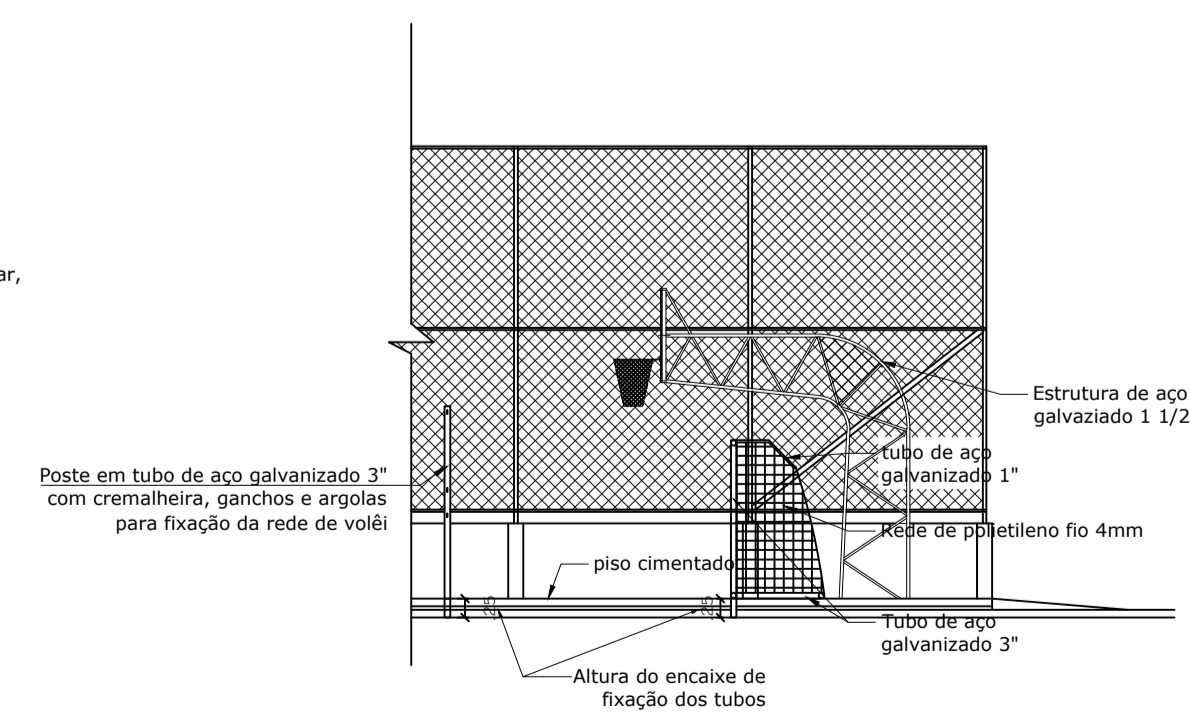 ar,
Estrutura de aço
galvaziado 1 1/2
tubo de aço
galvanizado 1"
Poste em tubo de aço galvanizado 3"
com cremalheira, ganchos e argolas
para fixação da rede de volêi
Rede de polietileno fio 4mm
piso cimentado
.25
.25
Tubo de aço
galvanizado 3"
Altura do encaixe de
fixação dos tubos